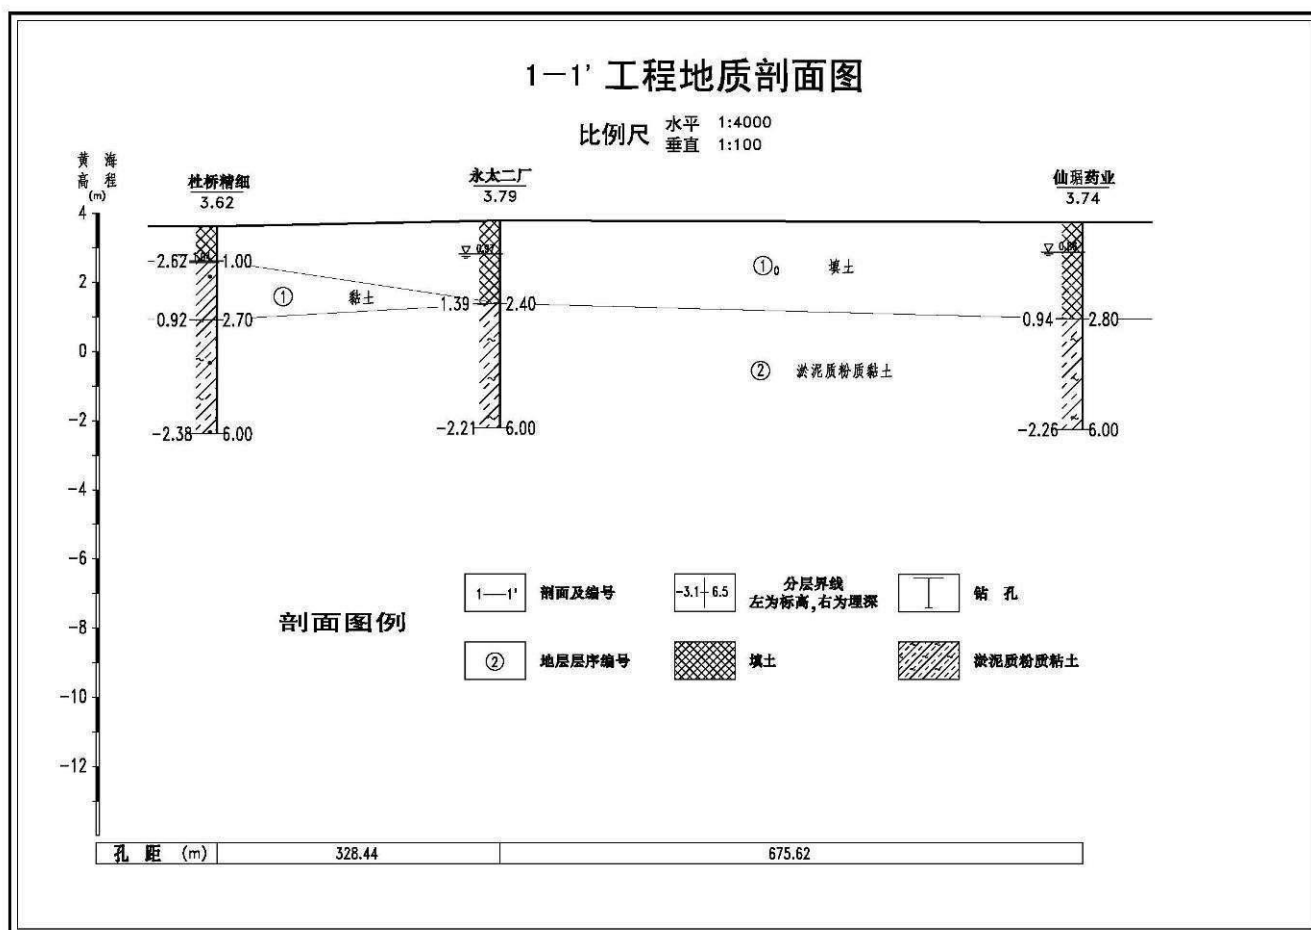 1—1' 工程地质剖面图
比例尺 水平 1:4000
垂直 1:100
黄海
高程
(m)
杜桥精细
3.62
永太二厂
3.79
仙琚药业
3.74
4
2
0
-2
-4
-6
-8
-10
-12
-2.62 1.00
0.92 2.70
-2.38 6.00
① 黏土
0.97
1.39 2.40
-2.21 6.00
①₀ 填土
② 淤泥质粉质黏土
0.94 2.80
-2.26 6.00
剖面图例
1—1' 剖面及编号
-3.1 6.5 分层界线
左为标高,右为埋深
钻 孔
② 地层层序编号
填土
淤泥质粉质粘土
孔 距 (m) 328.44 675.62